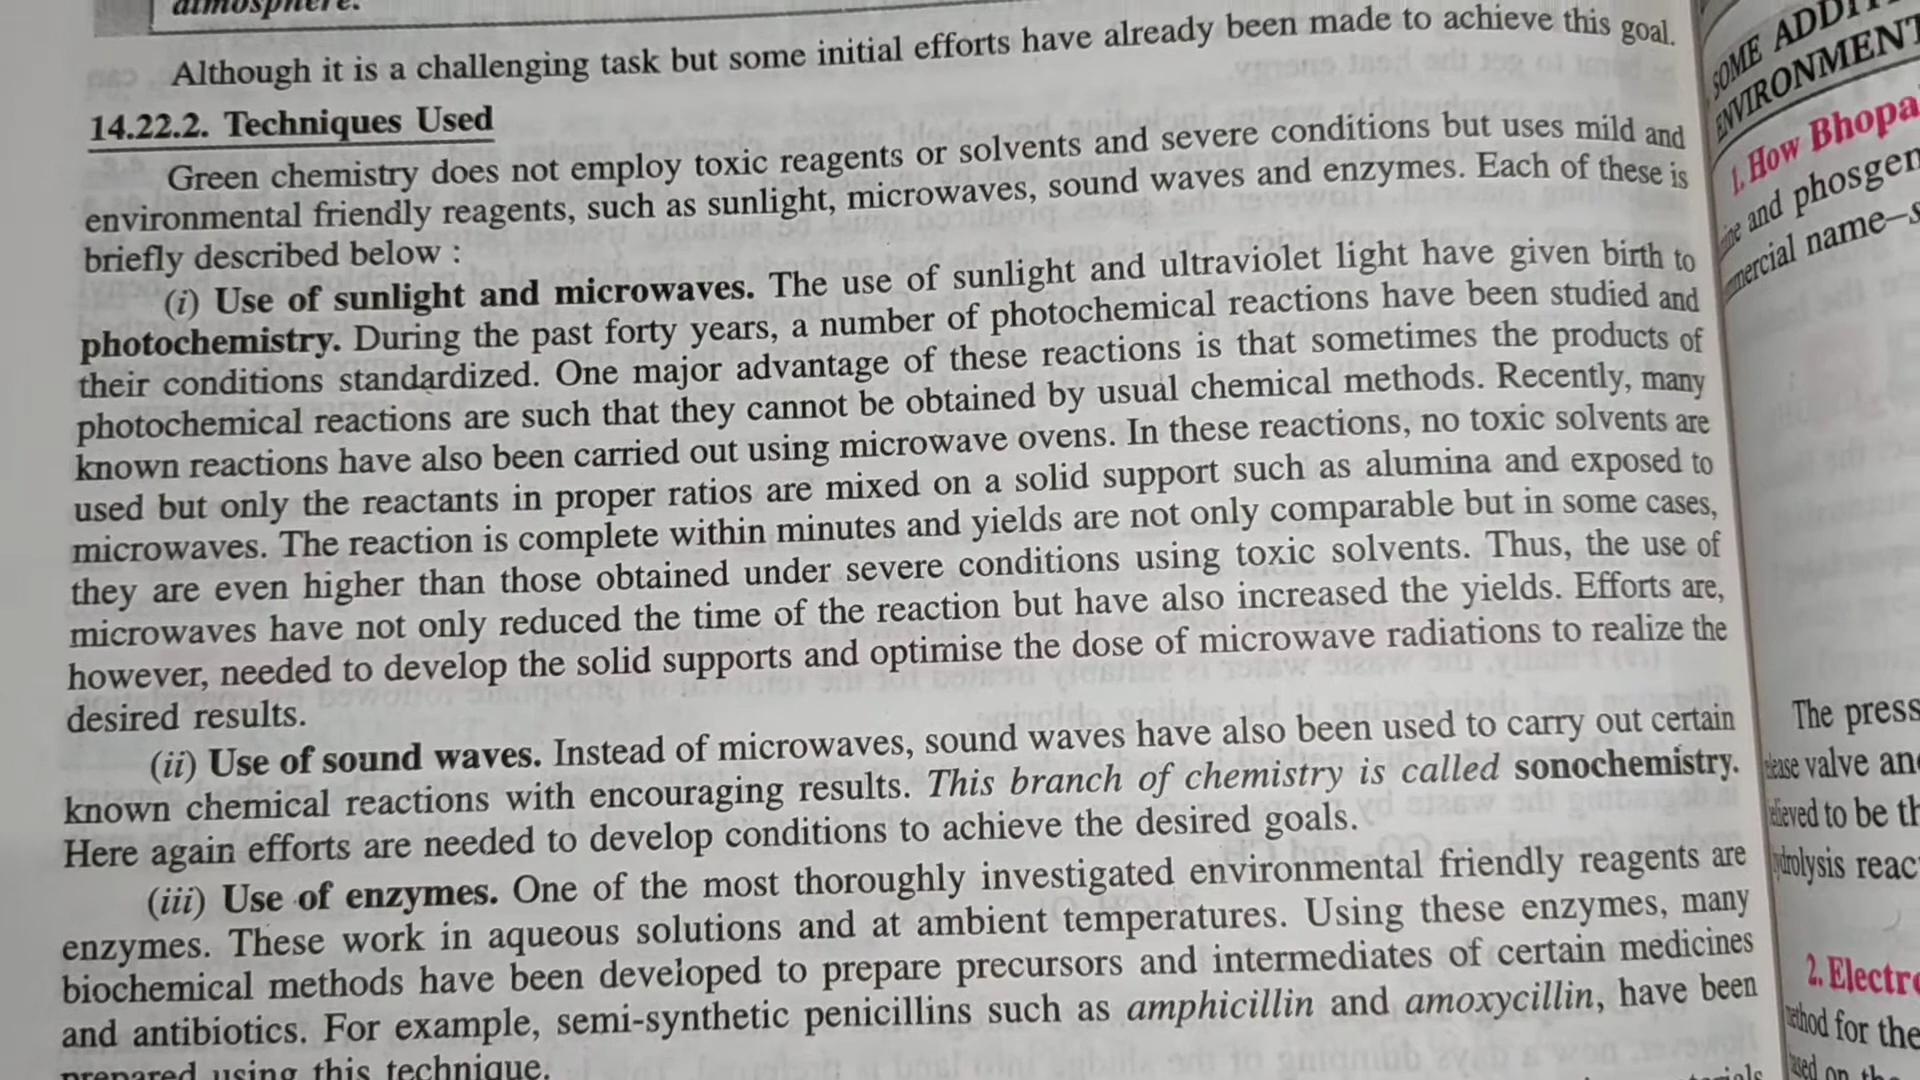 atmosphere.
Although it is a challenging task but some initial efforts have already been made to achieve this goal.
14.22.2. Techniques Used
Green chemistry does not employ toxic reagents or solvents and severe conditions but uses mild and
environmental friendly reagents, such as sunlight, microwaves, sound waves and enzymes. Each of these is
briefly described below :
(i) Use of sunlight and microwaves. The use of sunlight and ultraviolet light have given birth to
photochemistry. During the past forty years, a number of photochemical reactions have been studied and
their conditions standardized. One major advantage of these reactions is that sometimes the products of
photochemical reactions are such that they cannot be obtained by usual chemical methods. Recently, many
known reactions have also been carried out using microwave ovens. In these reactions, no toxic solvents are
used but only the reactants in proper ratios are mixed on a solid support such as alumina and exposed to
microwaves. The reaction is complete within minutes and yields are not only comparable but in some cases,
they are even higher than those obtained under severe conditions using toxic solvents. Thus, the use of
microwaves have not only reduced the time of the reaction but have also increased the yields. Efforts are,
however, needed to develop the solid supports and optimise the dose of microwave radiations to realize the
desired results.
(ii) Use of sound waves. Instead of microwaves, sound waves have also been used to carry out certain
known chemical reactions with encouraging results. This branch of chemistry is called sonochemistry.
Here again efforts are needed to develop conditions to achieve the desired goals.
(iii) Use of enzymes. One of the most thoroughly investigated environmental friendly reagents are
enzymes. These work in aqueous solutions and at ambient temperatures. Using these enzymes, many
biochemical methods have been developed to prepare precursors and intermediates of certain medicines
and antibiotics. For example, semi-synthetic penicillins such as amphicillin and amoxycillin, have been
prepared using this technique.
SOME
1. How
and
name–
The
valve
to be
2.
for the
on